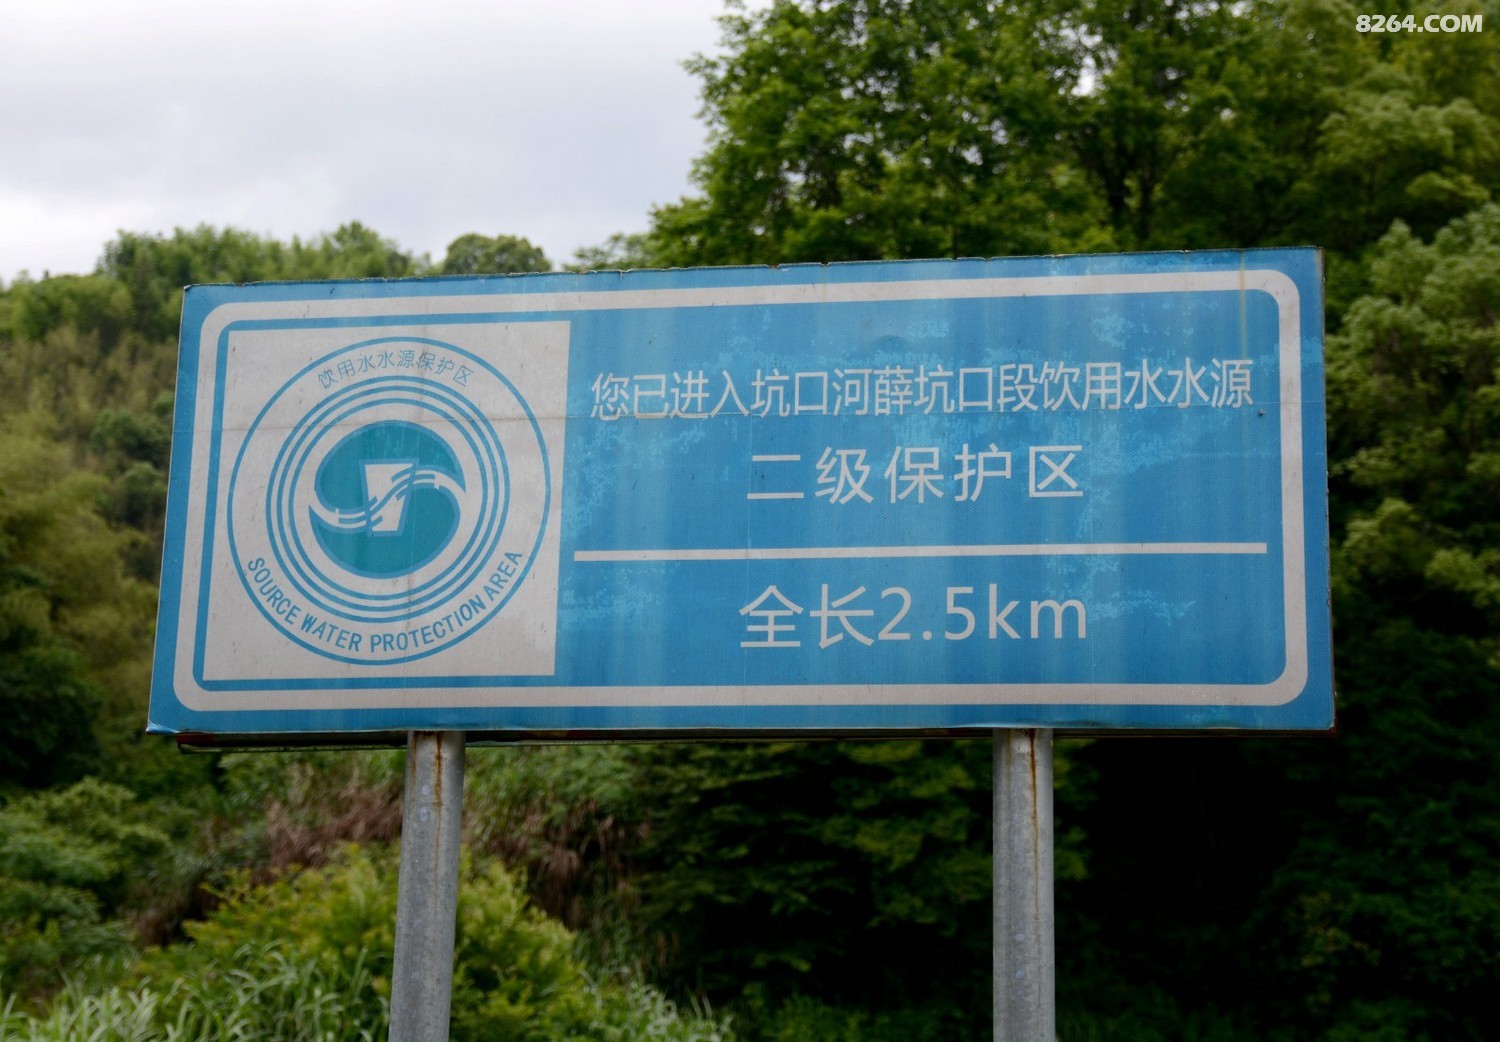 8264.COM
饮用水水源保护区
SOURCE WATER PROTECTION AREA
您已进入坑口河薛坑口段饮用水水源
二级保护区
全长2.5km